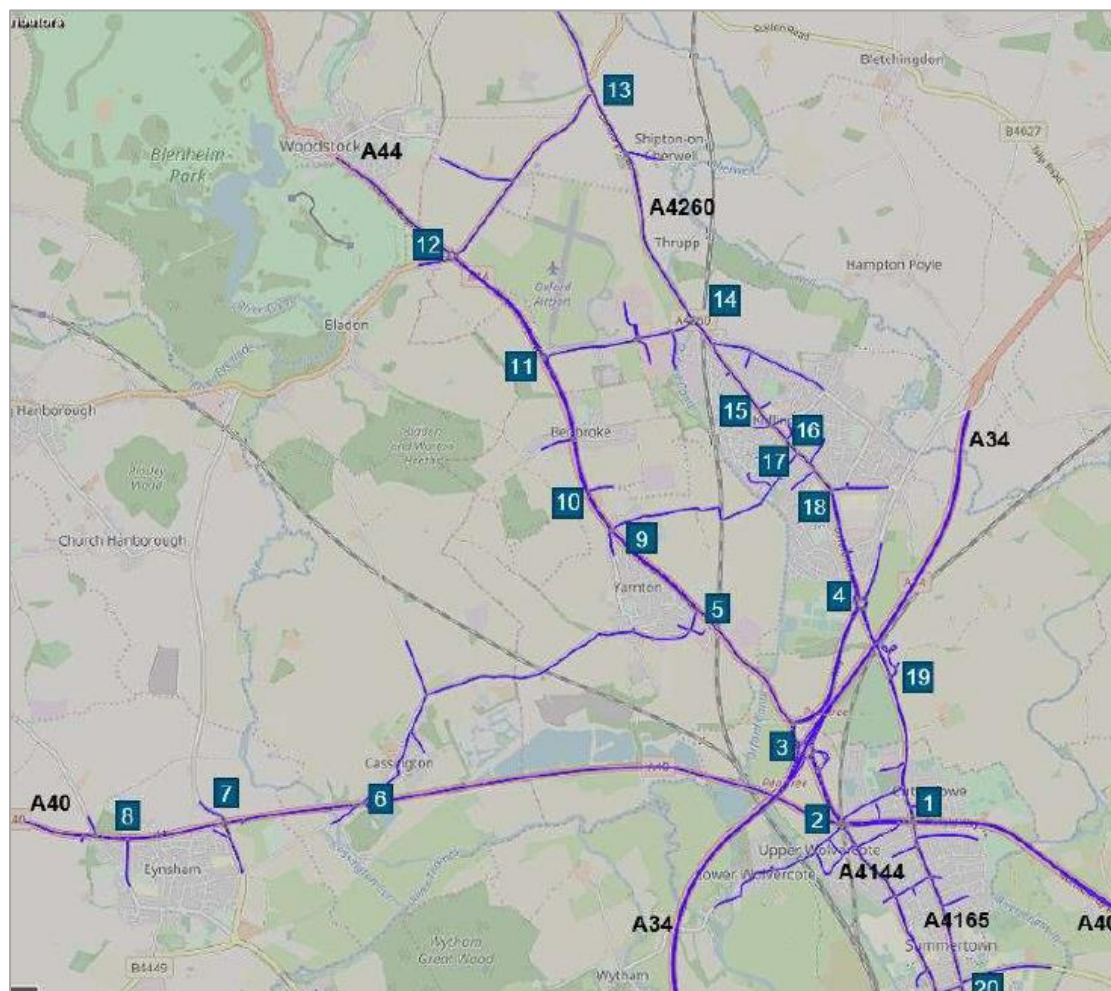 Bletchingdon
13
B4027
Shipton-on-
Cherwell
Woodstock
A44
Blenheim
Park
A4260
12
Thrupp
Hampton Poyle
Oxford
Airport
14
Bladon
11
15
16
A34
Begbroke
17
10
18
Church Hanborough
9
Yarnton
5
4
19
3
Cassington
A40
A40
7
6
8
1
2
Upper Wolvercote
Eynsham
Lower Wolvercote
A4144
A34
A4165
A40
Summertown
Wytham
Great Wood
B4449
Wytham
20